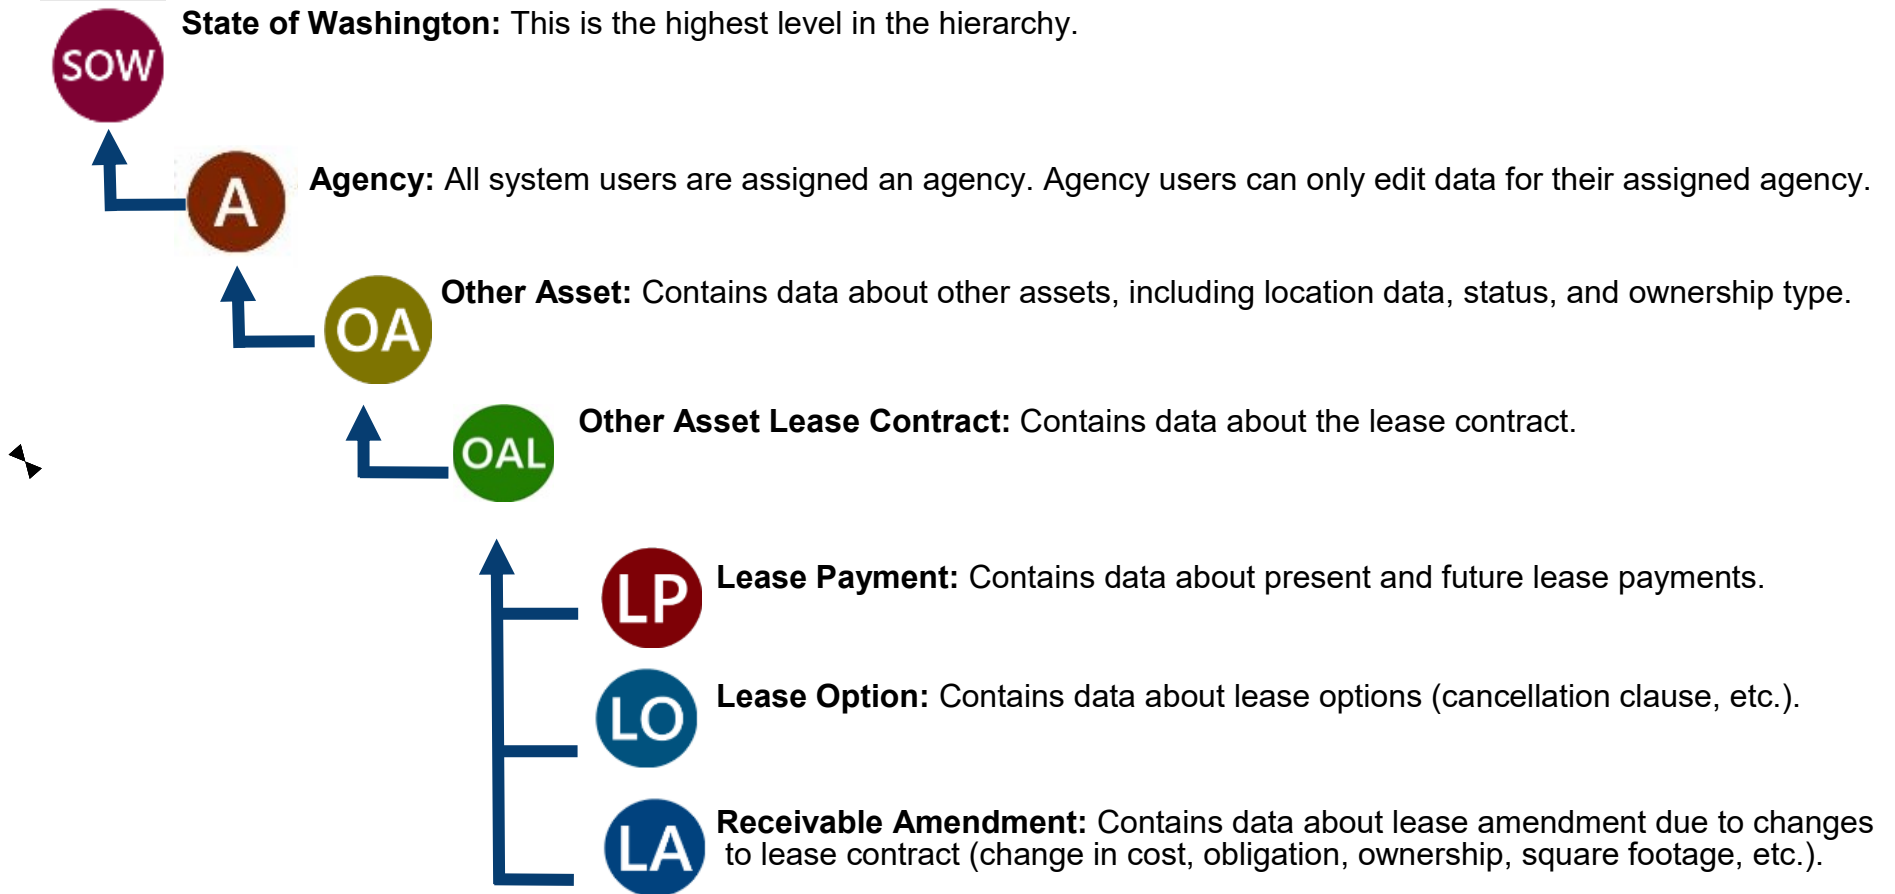 State of Washington: This is the highest level in the hierarchy.
SOW
A
Agency: All system users are assigned an agency. Agency users can only edit data for their assigned agency.
OA
Other Asset: Contains data about other assets, including location data, status, and ownership type.
OAL
Other Asset Lease Contract: Contains data about the lease contract.
LP
Lease Payment: Contains data about present and future lease payments.
LO
Lease Option: Contains data about lease options (cancellation clause, etc.).
LA
Receivable Amendment: Contains data about lease amendment due to changes
to lease contract (change in cost, obligation, ownership, square footage, etc.).